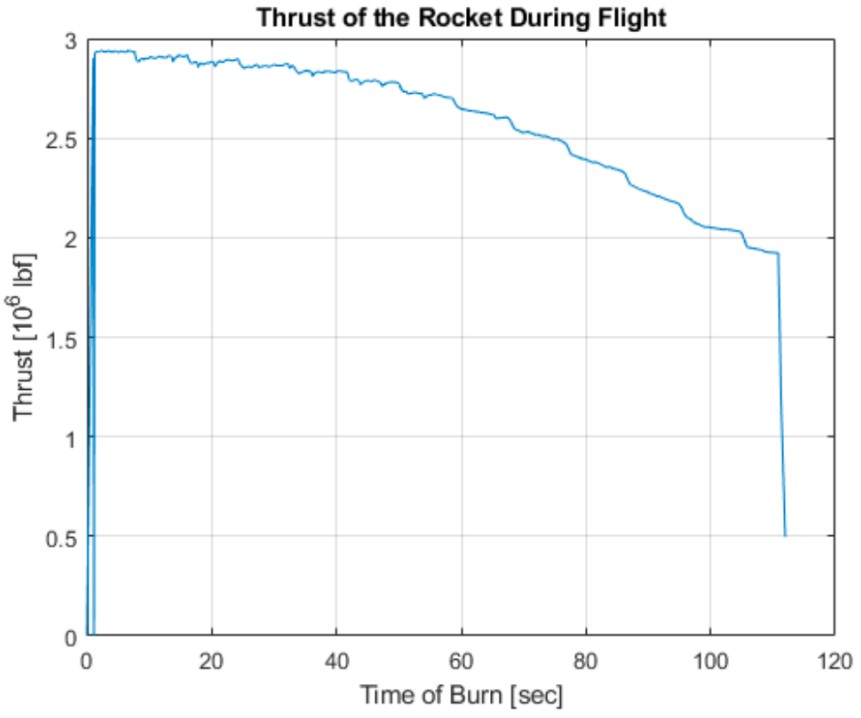 Thrust of the Rocket During Flight
3
2.5
2
1.5
1
0.5
0
Thrust [10^6 lbf]
0 20 40 60 80 100 120
Time of Burn [sec]